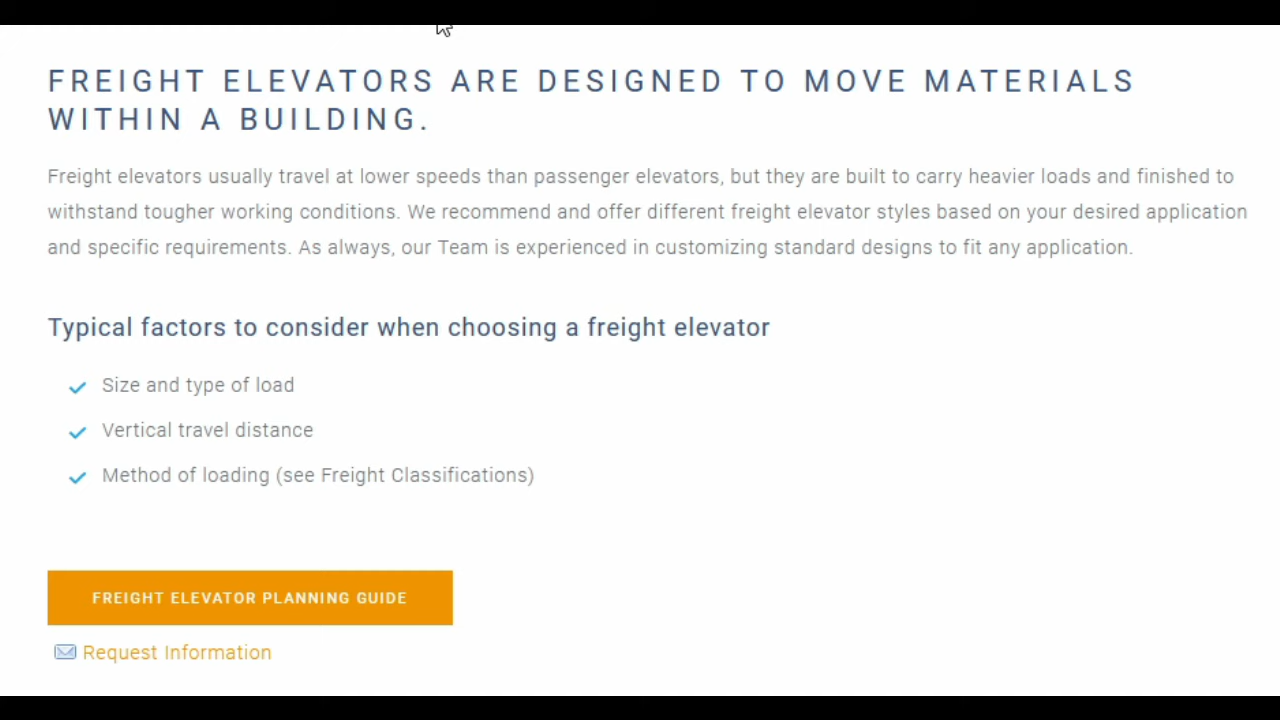 FREIGHT ELEVATORS ARE DESIGNED TO MOVE MATERIALS
WITHIN A BUILDING.
Freight elevators usually travel at lower speeds than passenger elevators, but they are built to carry heavier loads and finished to
withstand tougher working conditions. We recommend and offer different freight elevator styles based on your desired application
and specific requirements. As always, our Team is experienced in customizing standard designs to fit any application.
Typical factors to consider when choosing a freight elevator
Size and type of load
Vertical travel distance
Method of loading (see Freight Classifications)
FREIGHT ELEVATOR PLANNING GUIDE
Request Information